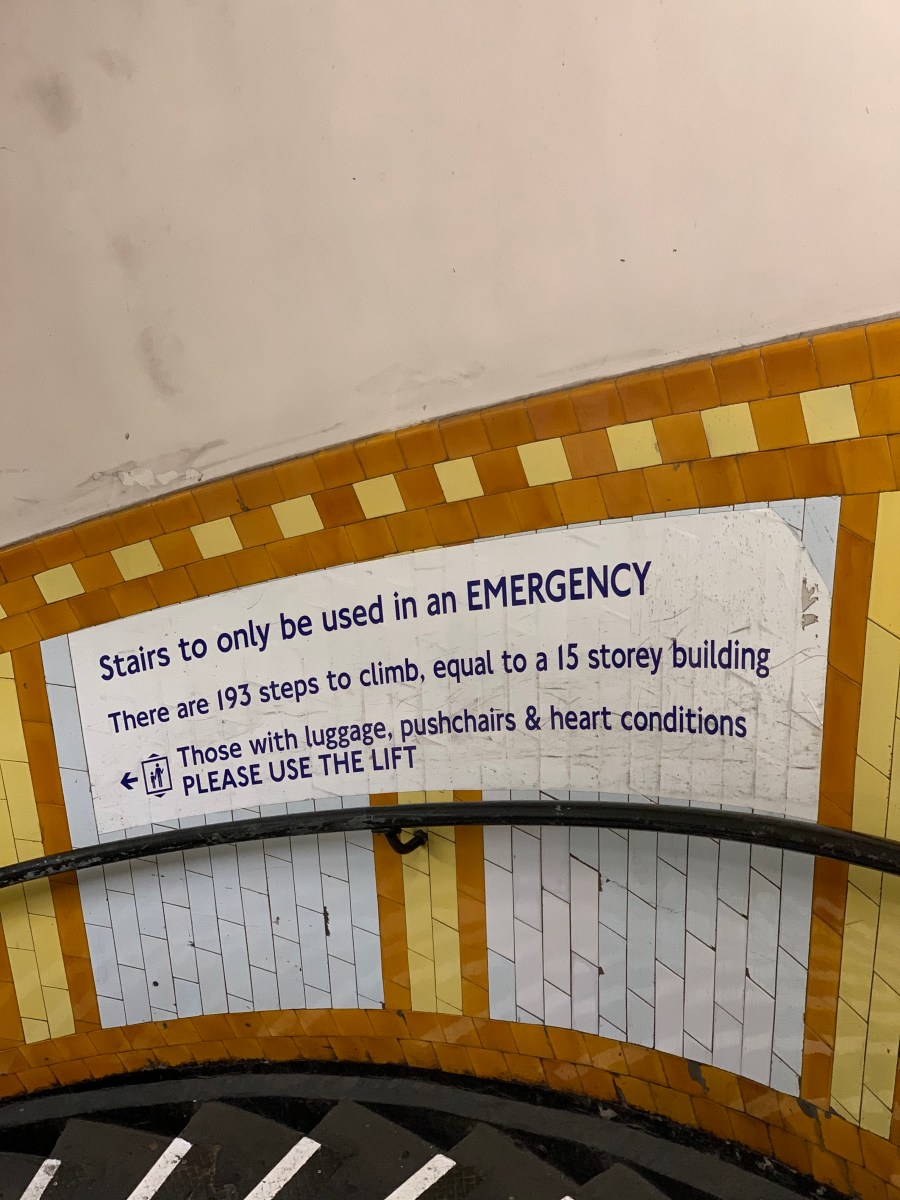 Stairs to only be used in an EMERGENCY
There are 193 steps to climb, equal to a 15 storey building
Those with luggage, pushchairs & heart conditions
PLEASE USE THE LIFT